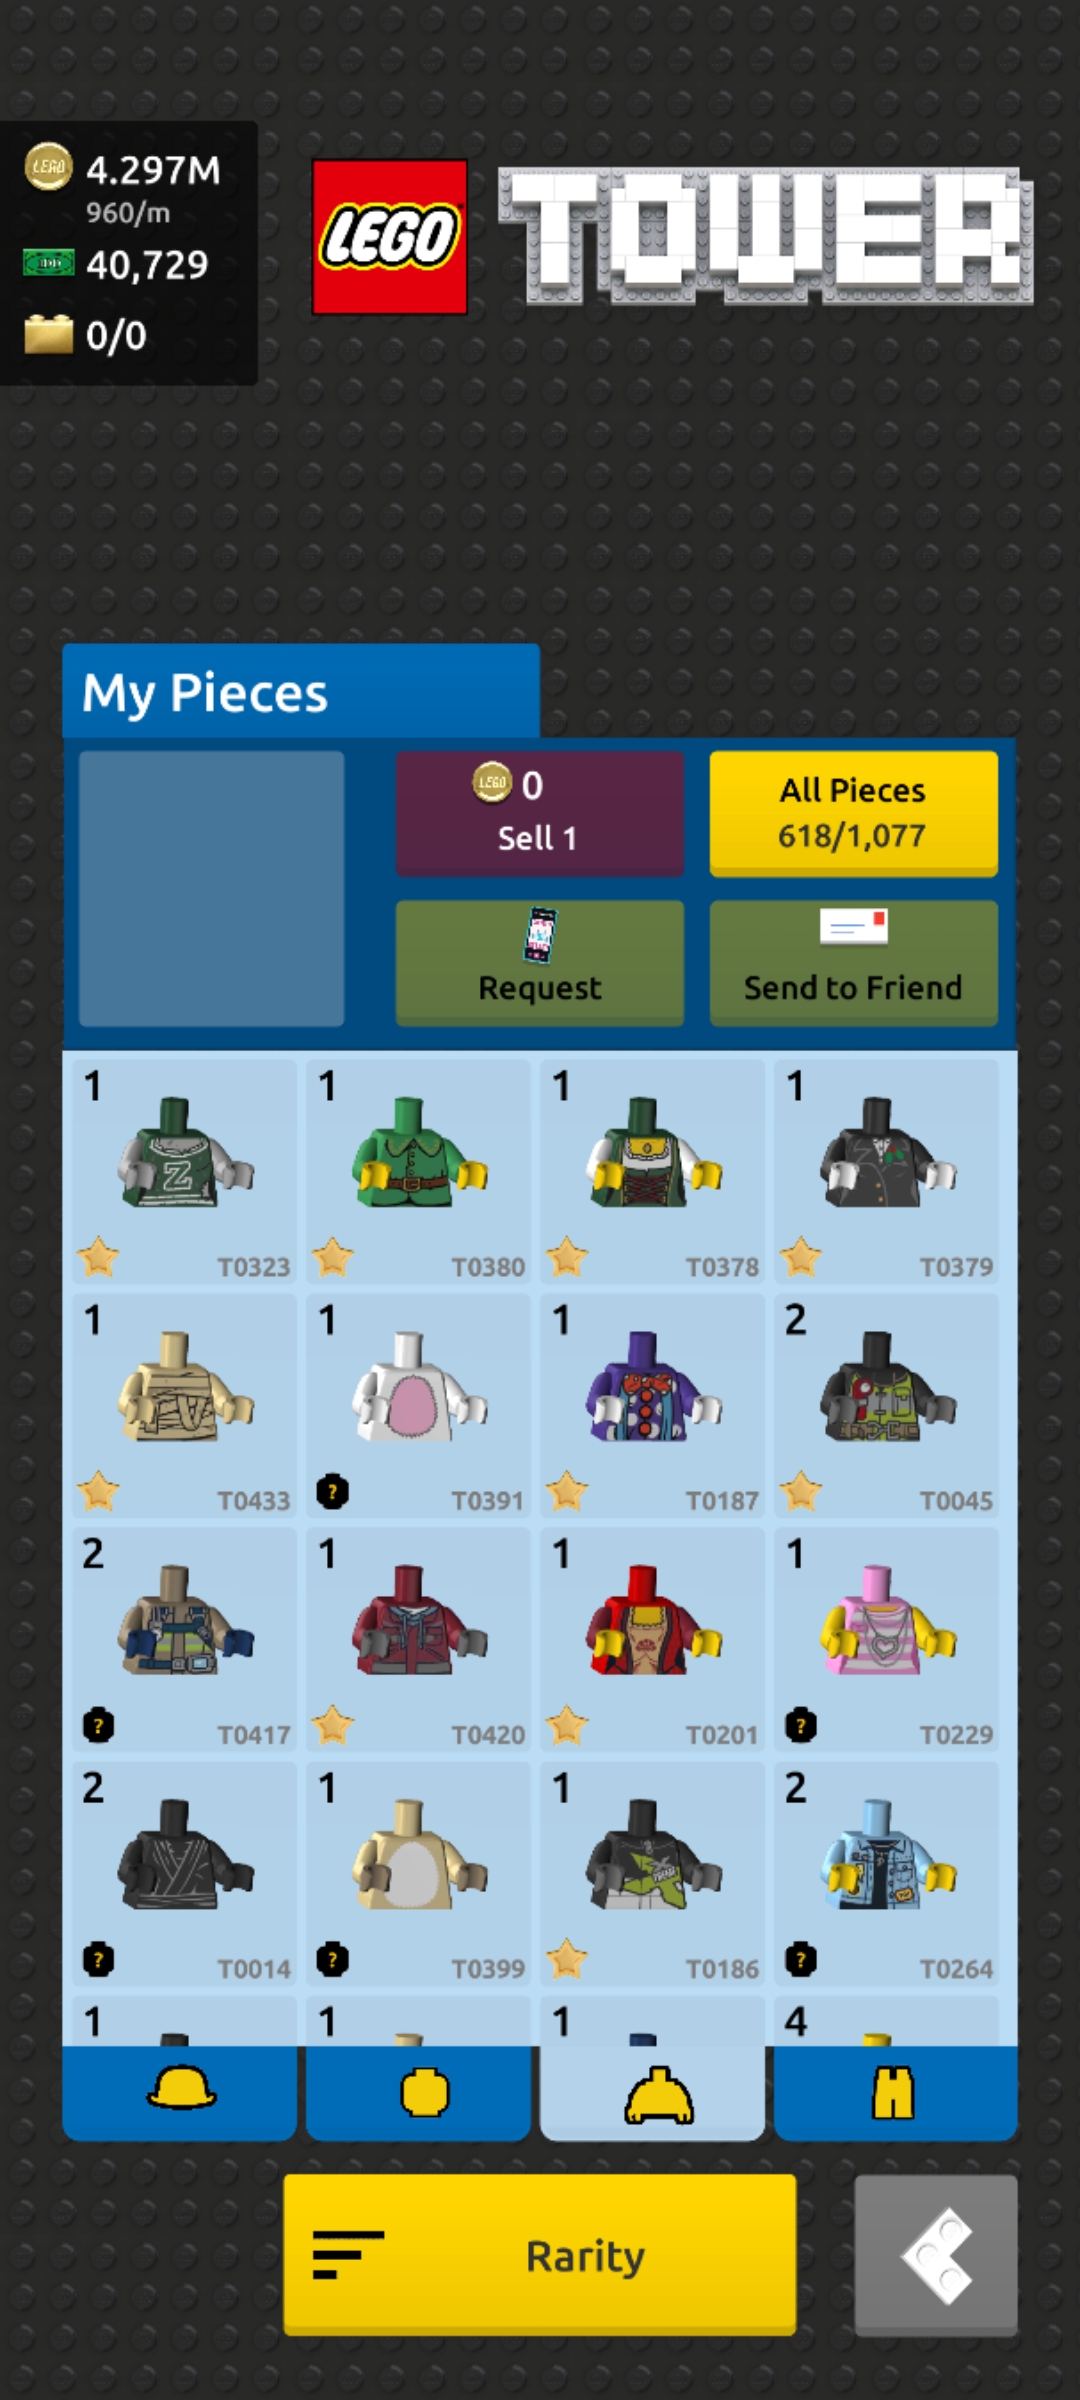 4.297M
960/m
40,729
0/0
LEGO
TOWER
My Pieces
0
Sell 1
All Pieces
618/1,077
Request
Send to Friend
1
1
1
1
Z
T0323
T0380
T0378
T0379
1
1
1
2
?
T0433
T0391
T0187
T0045
2
1
1
1
?
T0417
T0420
T0201
?
T0229
2
1
1
2
?
T0014
?
T0399
T0186
?
T0264
1
1
1
4
Rarity